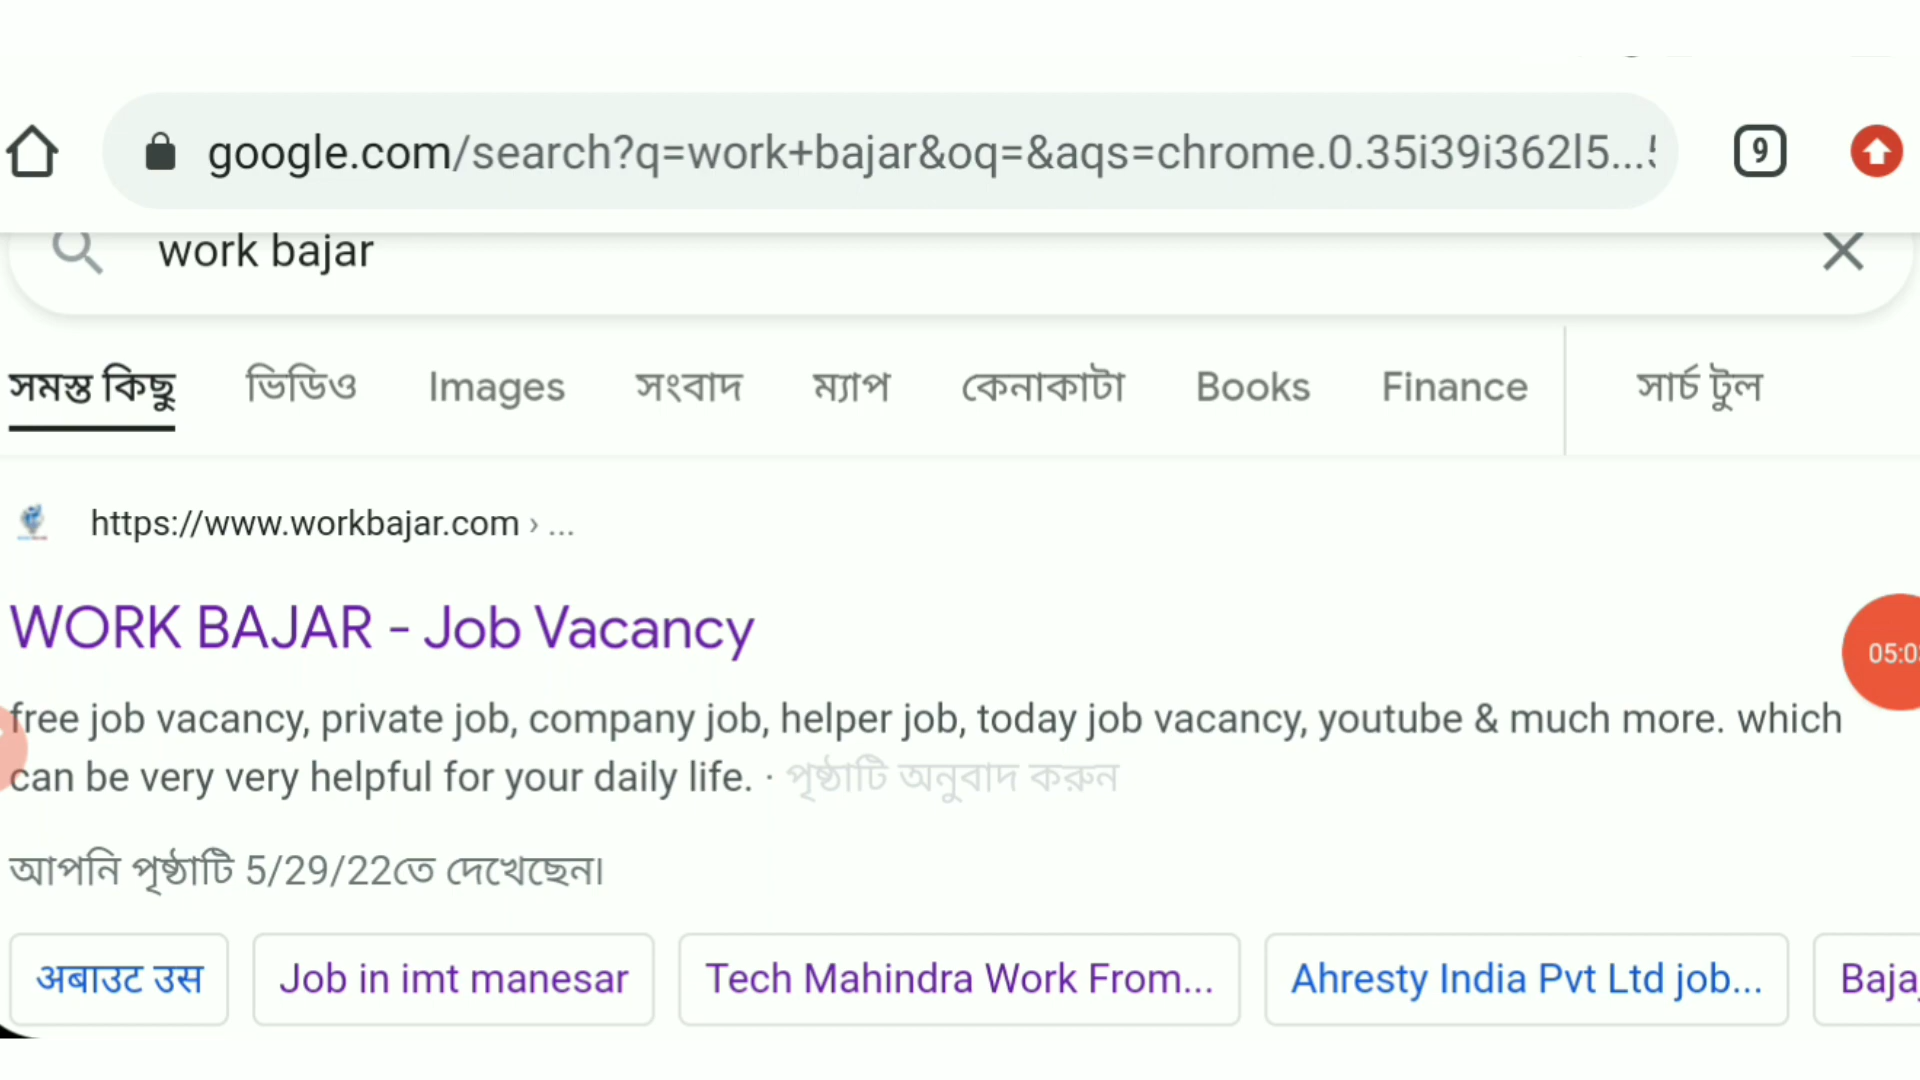 google.com/search?q=work+bajar&oq=&aqs=chrome.0.35i39i362l5...
9
work bajar
সমস্ত কিছু ভিডিও Images সংবাদ ম্যাপ কেনাকাটা Books Finance সার্চ টুল
https://www.workbajar.com › ...
WORK BAJAR - Job Vacancy
05:0
free job vacancy, private job, company job, helper job, today job vacancy, youtube & much more. which
can be very very helpful for your daily life. · পৃষ্ঠাটি অনুবাদ করুন
আপনি পৃষ্ঠাটি 5/29/22তে দেখেছেন।
अबाउट उस Job in imt manesar Tech Mahindra Work From... Ahresty India Pvt Ltd job... Baja